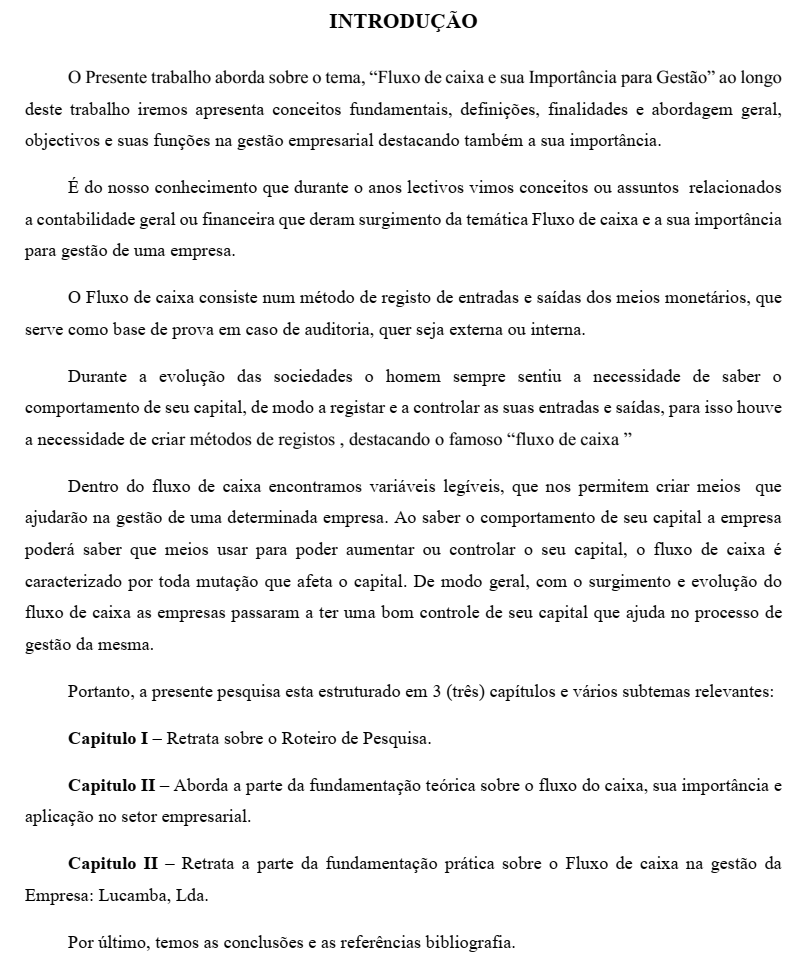 INTRODUÇÃO
O Presente trabalho aborda sobre o tema, “Fluxo de caixa e sua Importância para Gestão” ao longo
deste trabalho iremos apresenta conceitos fundamentais, definições, finalidades e abordagem geral,
objectivos e suas funções na gestão empresarial destacando também a sua importância.
É do nosso conhecimento que durante o anos lectivos vimos conceitos ou assuntos  relacionados
a contabilidade geral ou financeira que deram surgimento da temática Fluxo de caixa e a sua importância
para gestão de uma empresa.
O Fluxo de caixa consiste num método de registo de entradas e saídas dos meios monetários, que
serve como base de prova em caso de auditoria, quer seja externa ou interna.
Durante a evolução das sociedades o homem sempre sentiu a necessidade de saber o
comportamento de seu capital, de modo a registar e a controlar as suas entradas e saídas, para isso houve
a necessidade de criar métodos de registos , destacando o famoso “fluxo de caixa ”
Dentro do fluxo de caixa encontramos variáveis legíveis, que nos permitem criar meios  que
ajudarão na gestão de uma determinada empresa. Ao saber o comportamento de seu capital a empresa
poderá saber que meios usar para poder aumentar ou controlar o seu capital, o fluxo de caixa é
caracterizado por toda mutação que afeta o capital. De modo geral, com o surgimento e evolução do
fluxo de caixa as empresas passaram a ter uma bom controle de seu capital que ajuda no processo de
gestão da mesma.
Portanto, a presente pesquisa esta estruturado em 3 (três) capítulos e vários subtemas relevantes:
Capitulo I – Retrata sobre o Roteiro de Pesquisa.
Capitulo II – Aborda a parte da fundamentação teórica sobre o fluxo do caixa, sua importância e
aplicação no setor empresarial.
Capitulo II – Retrata a parte da fundamentação prática sobre o Fluxo de caixa na gestão da
Empresa: Lucamba, Lda.
Por último, temos as conclusões e as referências bibliografia.